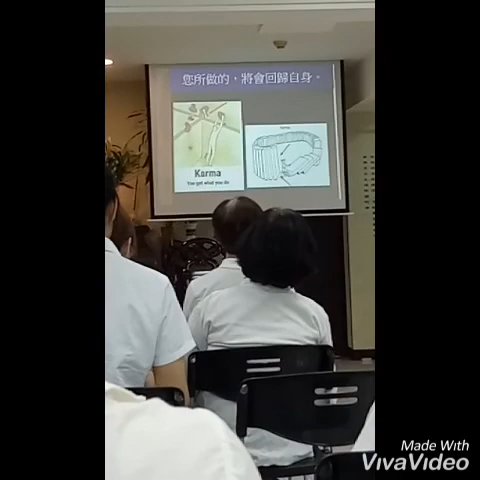 您所做的，將會回歸自身。
Karma
Karma
You get what you do
Made With
VivaVideo